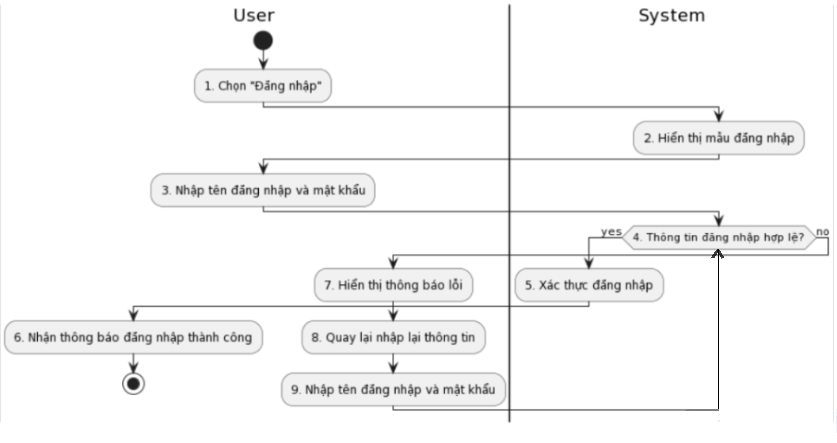 User
System
1. Chọn "Đăng nhập"
2. Hiển thị mẫu đăng nhập
3. Nhập tên đăng nhập và mật khẩu
yes
4. Thông tin đăng nhập hợp lệ?
no
7. Hiển thị thông báo lỗi
5. Xác thực đăng nhập
6. Nhận thông báo đăng nhập thành công
8. Quay lại nhập lại thông tin
9. Nhập tên đăng nhập và mật khẩu